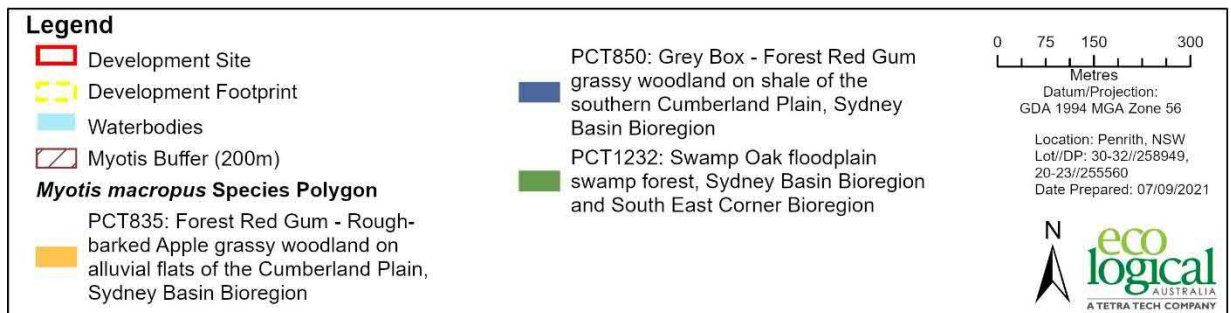 Legend
Development Site
Development Footprint
Waterbodies
Myotis Buffer (200m)
Myotis macropus Species Polygon
PCT835: Forest Red Gum - Rough-
barked Apple grassy woodland on
alluvial flats of the Cumberland Plain,
Sydney Basin Bioregion
PCT850: Grey Box - Forest Red Gum
grassy woodland on shale of the
southern Cumberland Plain, Sydney
Basin Bioregion
PCT1232: Swamp Oak floodplain
swamp forest, Sydney Basin Bioregion
and South East Corner Bioregion
0 75 150 300
Metres
Datum/Projection:
GDA 1994 MGA Zone 56
Location: Penrith, NSW
Lot//DP: 30-32//258949,
20-23//255560
Date Prepared: 07/09/2021
N
eco
logical
AUSTRALIA
A TETRA TECH COMPANY